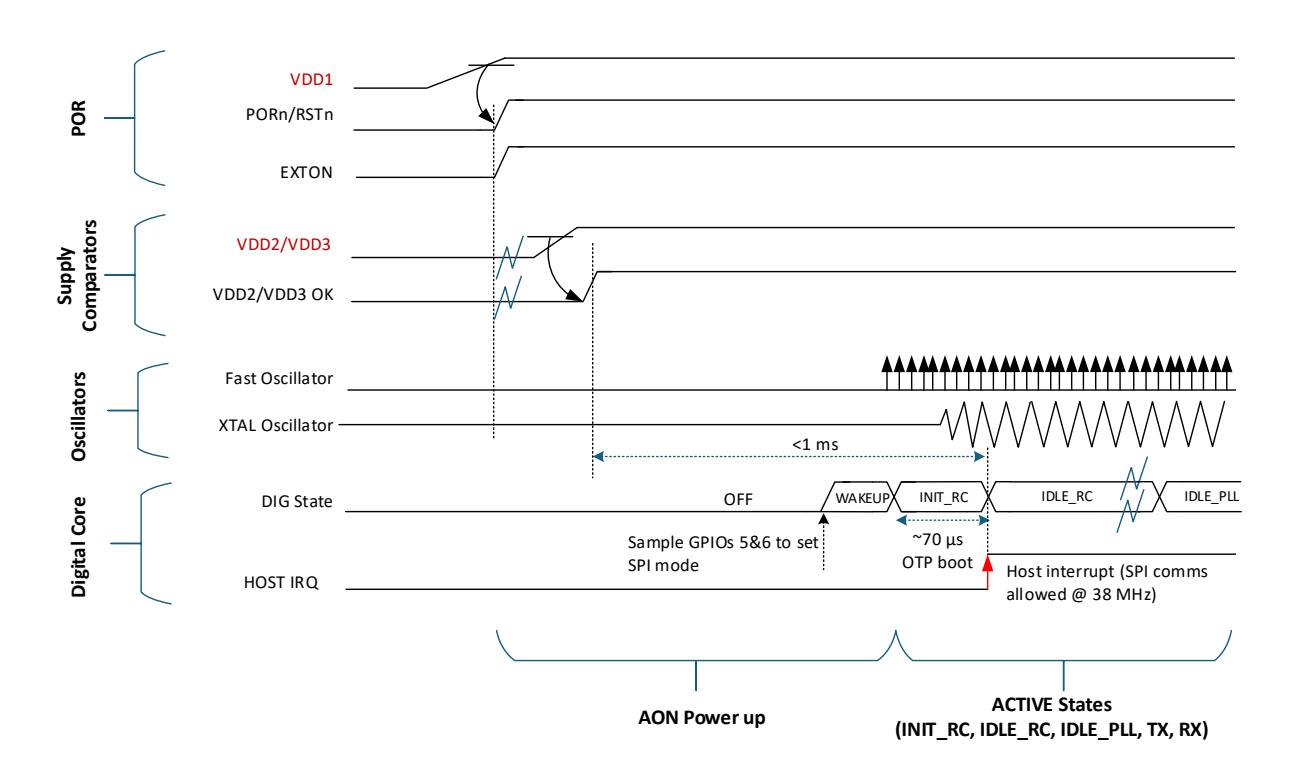 POR
VDD1
PORn/RSTn
EXTON
Supply
Comparators
VDD2/VDD3
VDD2/VDD3 OK
Oscillators
Fast Oscillator
XTAL Oscillator
<1 ms
Digital Core
DIG State
OFF
WAKEUP
INIT_RC
IDLE_RC
IDLE_PLL
Sample GPIOs 5&6 to set
SPI mode
~70 µs
OTP boot
HOST IRQ
Host interrupt (SPI comms
allowed @ 38 MHz)
AON Power up
ACTIVE States
(INIT_RC, IDLE_RC, IDLE_PLL, TX, RX)